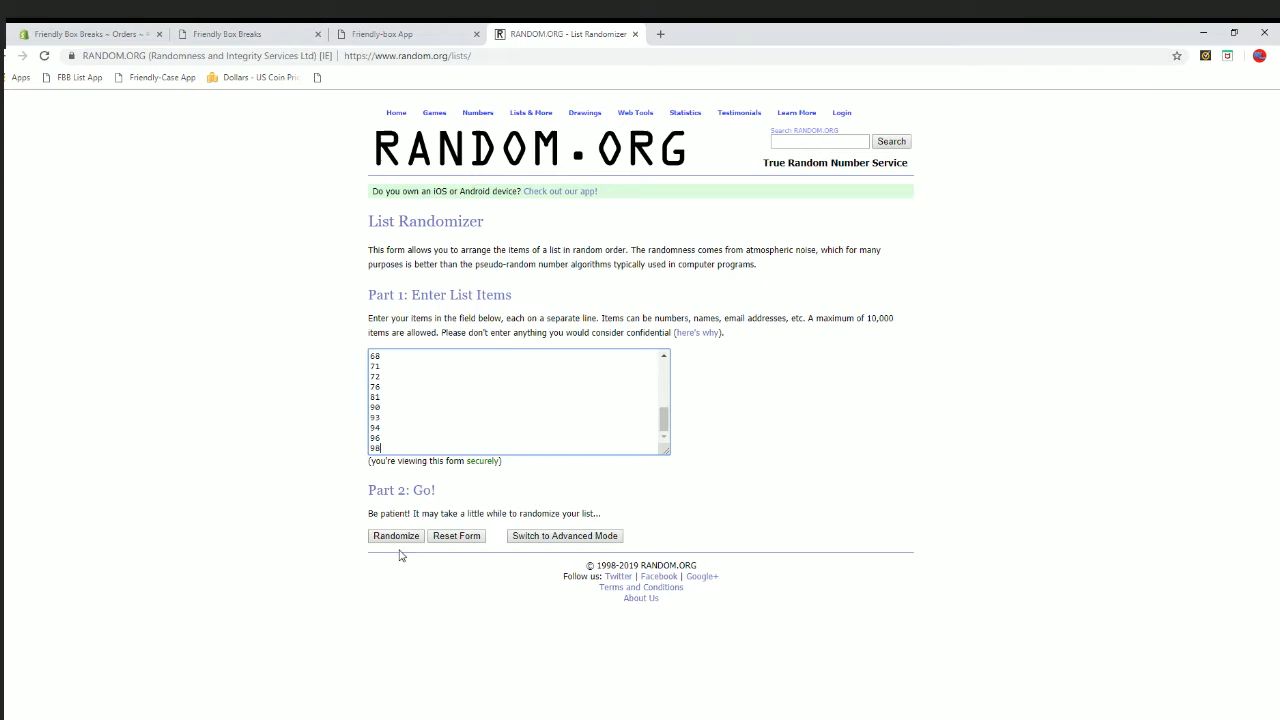 Friendly Box Breaks ~ Orders ~
Friendly Box Breaks
Friendly-box App
RANDOM.ORG - List Randomizer
RANDOM.ORG (Randomness and Integrity Services Ltd) [IE] | https://www.random.org/lists/
Apps FBB List App Friendly-Case App Dollars - US Coin Pric
Home Games Numbers Lists & More Drawings Web Tools Statistics Testimonials Learn More Login
RANDOM.ORG
Search RANDOM.ORG
Search
True Random Number Service
Do you own an iOS or Android device? Check out our app!
List Randomizer
This form allows you to arrange the items of a list in random order. The randomness comes from atmospheric noise, which for many
purposes is better than the pseudo-random number algorithms typically used in computer programs.
Part 1: Enter List Items
Enter your items in the field below, each on a separate line. Items can be numbers, names, email addresses, etc. A maximum of 10,000
items are allowed. Please don't enter anything you would consider confidential (here's why).
68
71
72
76
81
90
93
94
96
98
(you're viewing this form securely)
Part 2: Go!
Be patient! It may take a little while to randomize your list...
Randomize Reset Form Switch to Advanced Mode
© 1998-2019 RANDOM.ORG
Follow us: Twitter | Facebook | Google+
Terms and Conditions
About Us